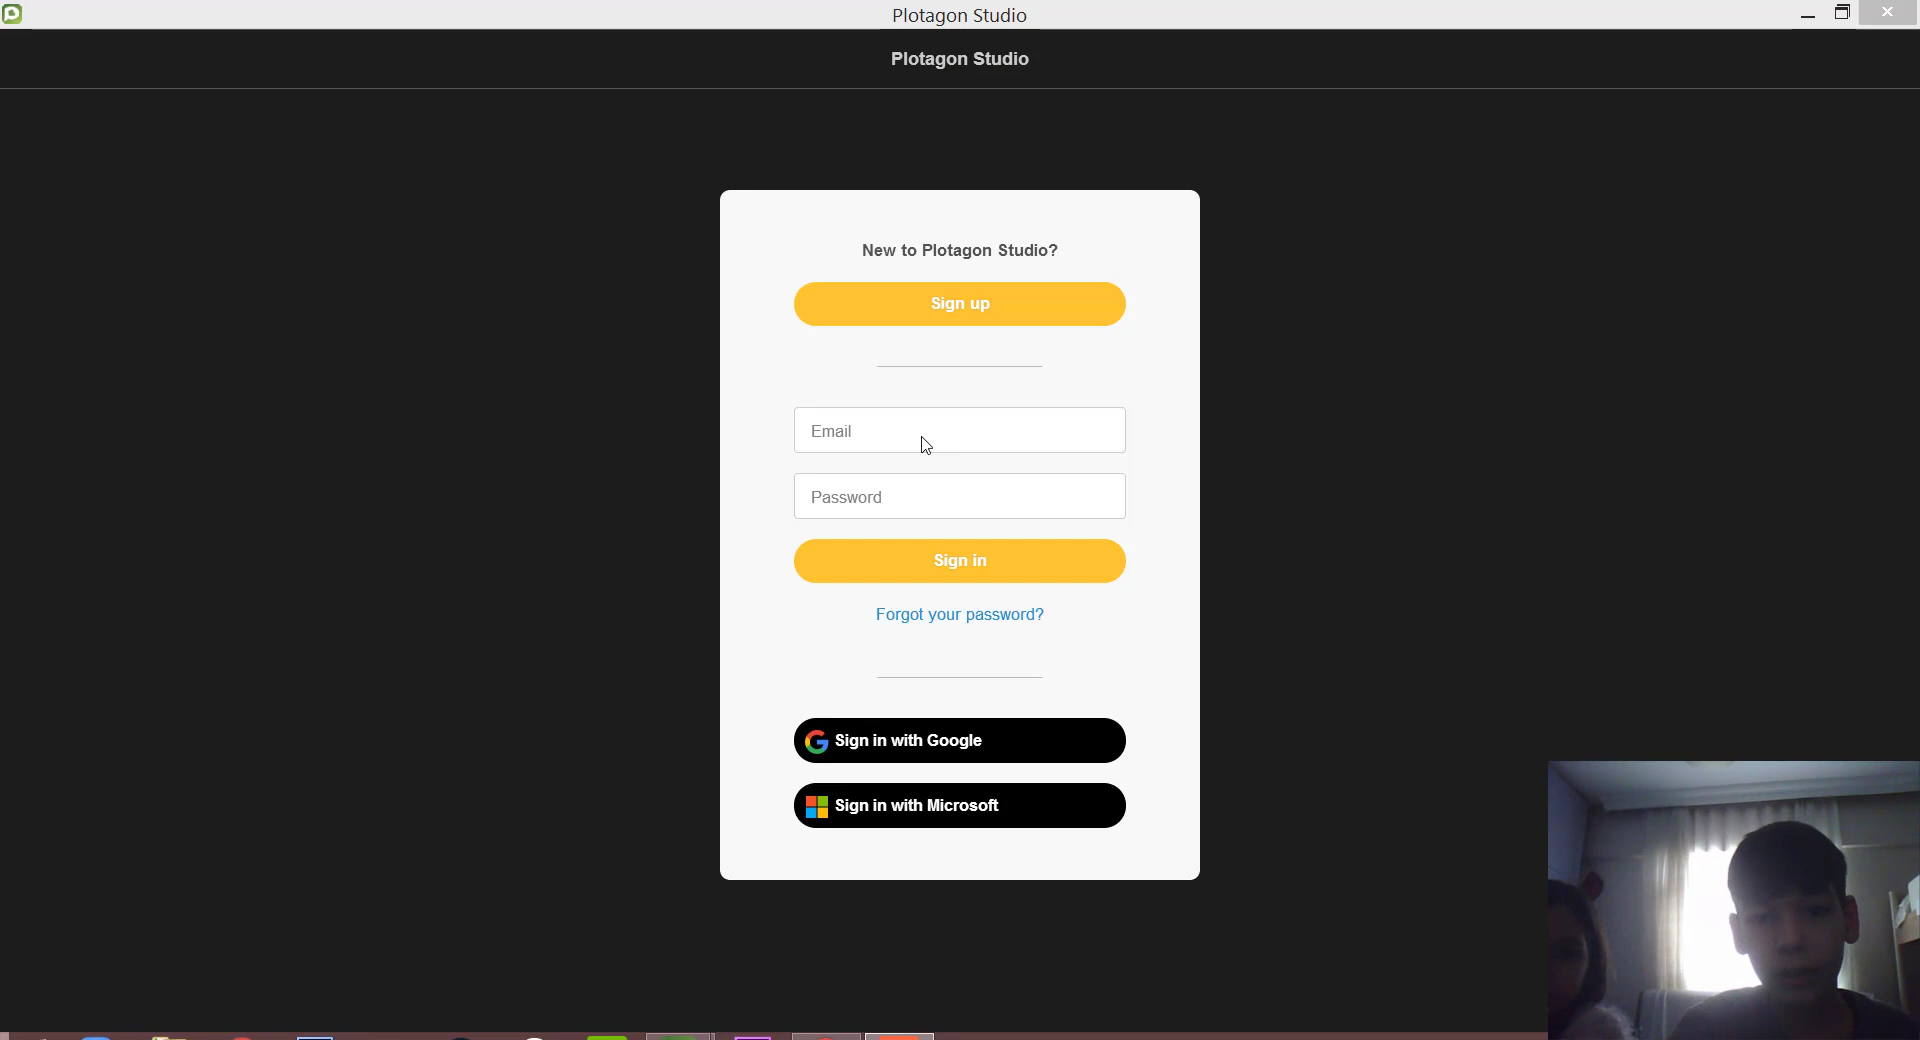 Plotagon Studio
Plotagon Studio
New to Plotagon Studio?
Sign up
Email
Password
Sign in
Forgot your password?
Sign in with Google
Sign in with Microsoft